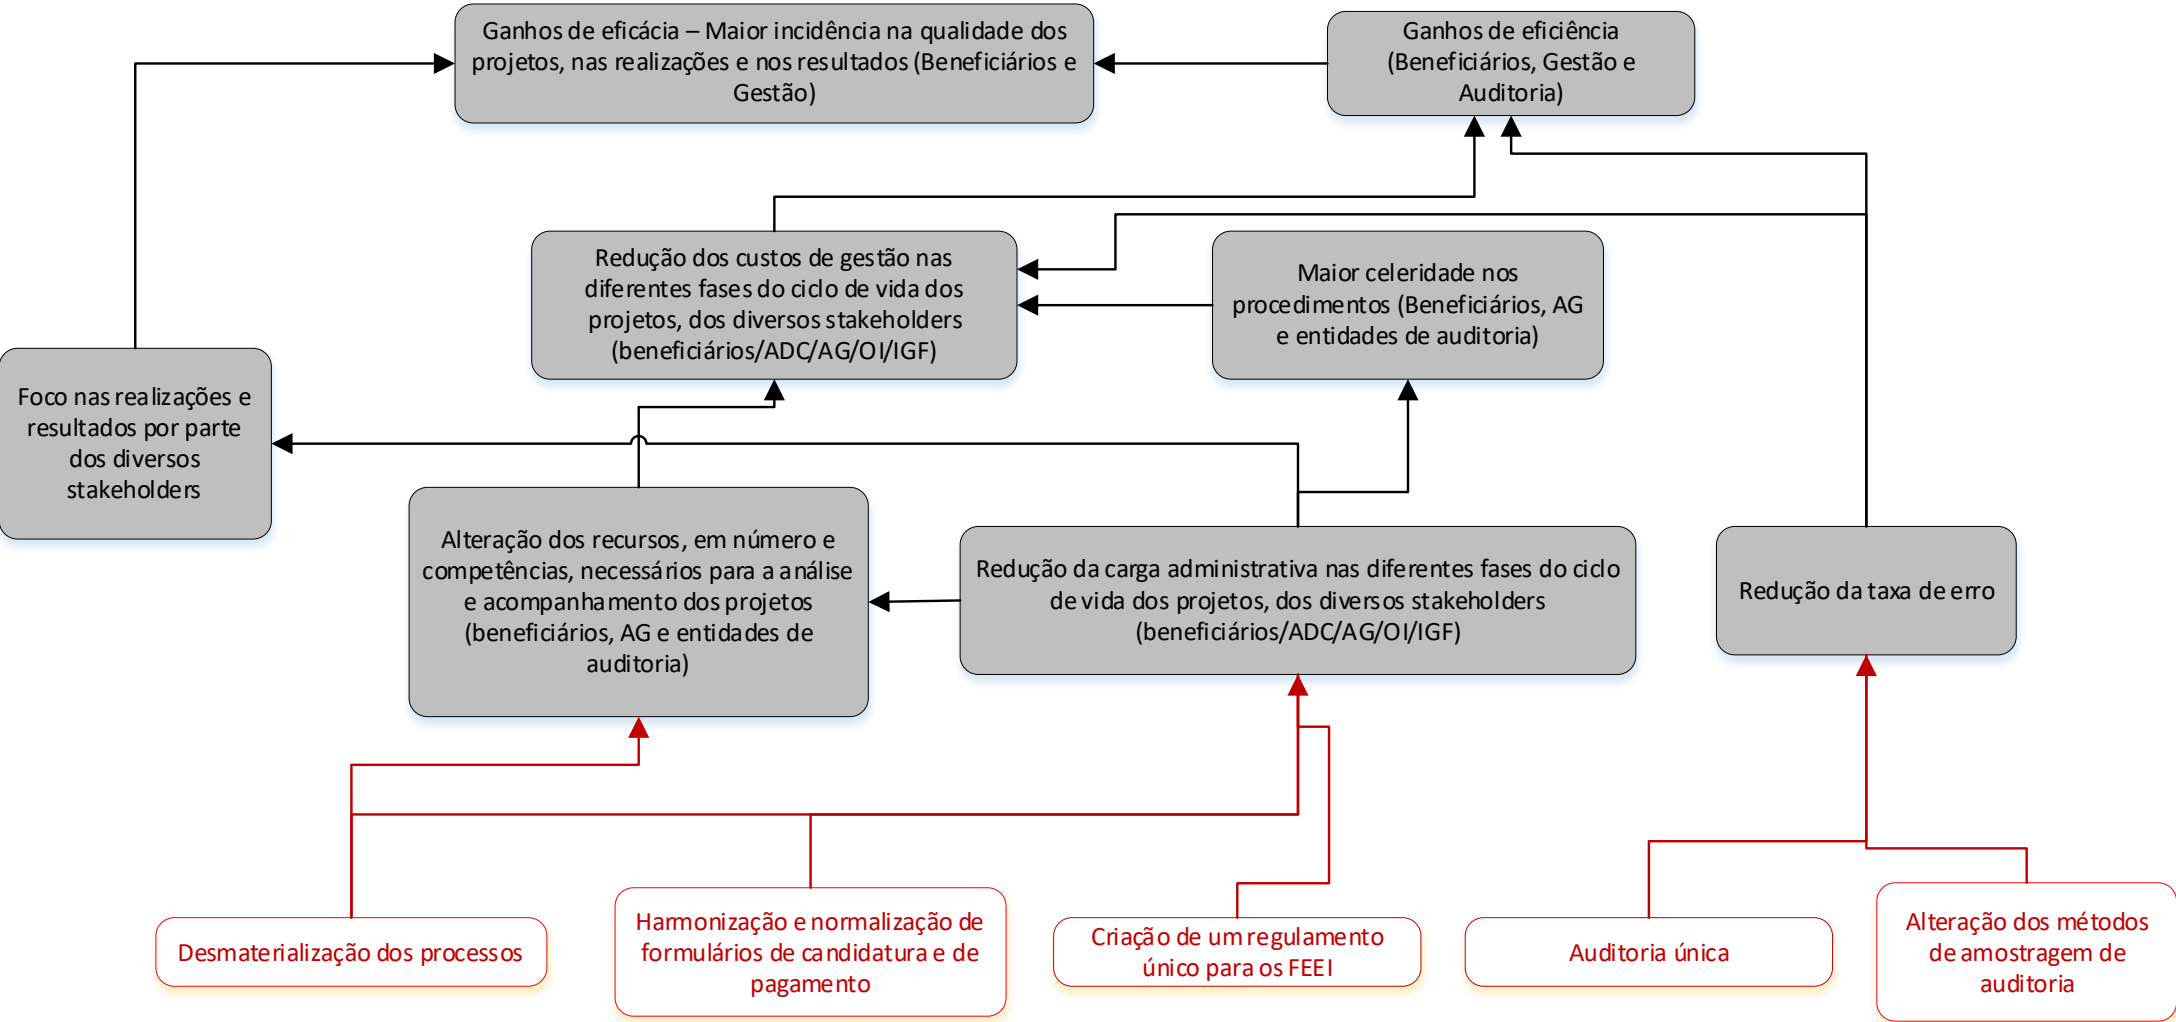 Ganhos de eficácia – Maior incidência na qualidade dos
projetos, nas realizações e nos resultados (Beneficiários e
Gestão)
Ganhos de eficiência
(Beneficiários, Gestão e
Auditoria)
Redução dos custos de gestão nas
diferentes fases do ciclo de vida dos
projetos, dos diversos stakeholders
(beneficiários/ADC/AG/OI/IGF)
Maior celeridade nos
procedimentos (Beneficiários, AG
e entidades de auditoria)
Foco nas realizações e
resultados por parte
dos diversos
stakeholders
Alteração dos recursos, em número e
competências, necessários para a análise
e acompanhamento dos projetos
(beneficiários, AG e entidades de
auditoria)
Redução da carga administrativa nas diferentes fases do ciclo
de vida dos projetos, dos diversos stakeholders
(beneficiários/ADC/AG/OI/IGF)
Redução da taxa de erro
Desmaterialização dos processos
Harmonização e normalização de
formulários de candidatura e de
pagamento
Criação de um regulamento
único para os FEEI
Auditoria única
Alteração dos métodos
de amostragem de
auditoria